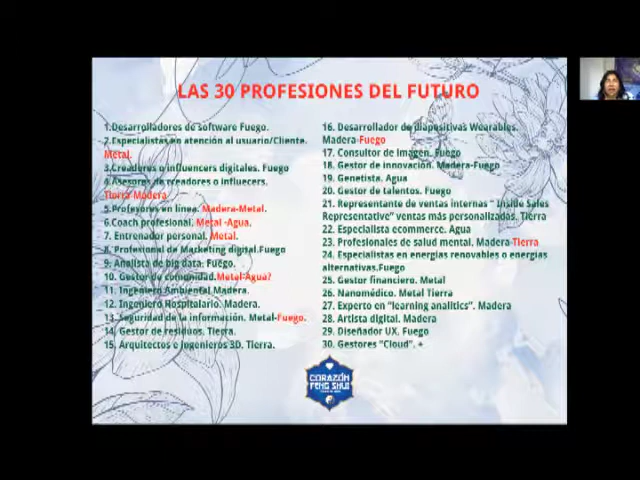 LAS 30 PROFESIONES DEL FUTURO
1.Desarrolladores de software Fuego.
2.Especialistas en atención al usuario/Cliente.
Metal.
3.Creadores o influencers digitales. Fuego
4.Asesores de creadores o influcers.
Tierra-Madera
5.Profesores en línea. Madera-Metal.
6.Coach profesional. Metal -Agua.
7. Entrenador personal. Metal.
8. Profesional de Marketing digital.Fuego
9. Analista de big data. Fuego.
10. Gestor de comunidad.Metal-Agua?
11. Ingeniero Ambiental Madera.
12. Ingeniero Hospitalario. Madera.
13. Seguridad de la información. Metal-Fuego.
14. Gestor de residuos. Tierra.
15. Arquitectos e Ingenieros 3D. Tierra.
16. Desarrollador de diapositivas Wearables.
Madera-Fuego
17. Consultor de imagen. Fuego
18. Gestor de innovación. Madera-Fuego
19. Genetista. Agua
20. Gestor de talentos. Fuego
21. Representante de ventas internas " Inside Sales
Representative" ventas más personalizados. Tierra
22. Especialista ecommerce. Agua
23. Profesionales de salud mental. Madera-Tierra
24. Especialistas en energías renovables o energías
alternativas.Fuego
25. Gestor financiero. Metal
26. Nanomédico. Metal Tierra
27. Experto en "learning analitics". Madera
28. Artista digital. Madera
29. Diseñador UX. Fuego
30. Gestores "Cloud". +
CORAZÓN
FENG SHUI